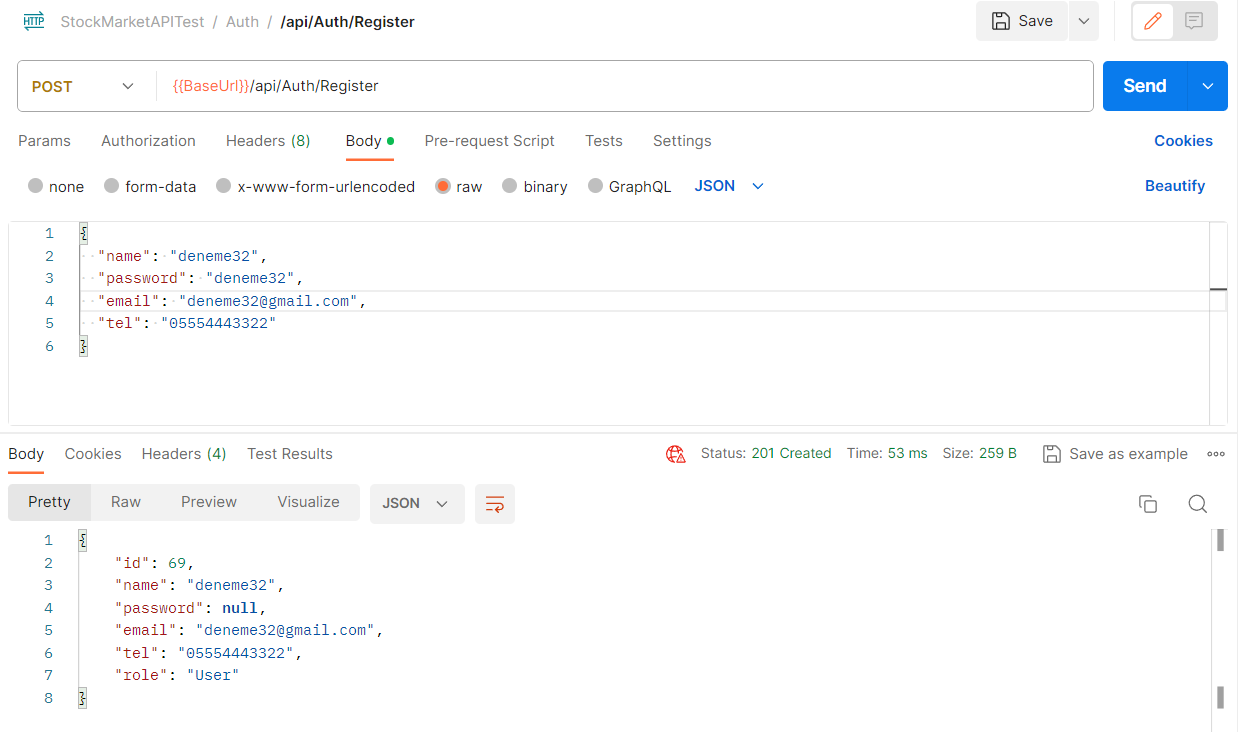 HTTP StockMarketAPITest / Auth / /api/Auth/Register Save
POST {{BaseUrl}}/api/Auth/Register Send
Params Authorization Headers (8) Body Pre-request Script Tests Settings Cookies
none form-data x-www-form-urlencoded raw binary GraphQL JSON Beautify
1 {
2 "name": "deneme32",
3 "password": "deneme32",
4 "email": "deneme32@gmail.com",
5 "tel": "05554443322"
6 }
Body Cookies Headers (4) Test Results Status: 201 Created Time: 53 ms Size: 259 B Save as example
Pretty Raw Preview Visualize JSON
1 {
2 "id": 69,
3 "name": "deneme32",
4 "password": null,
5 "email": "deneme32@gmail.com",
6 "tel": "05554443322",
7 "role": "User"
8 }